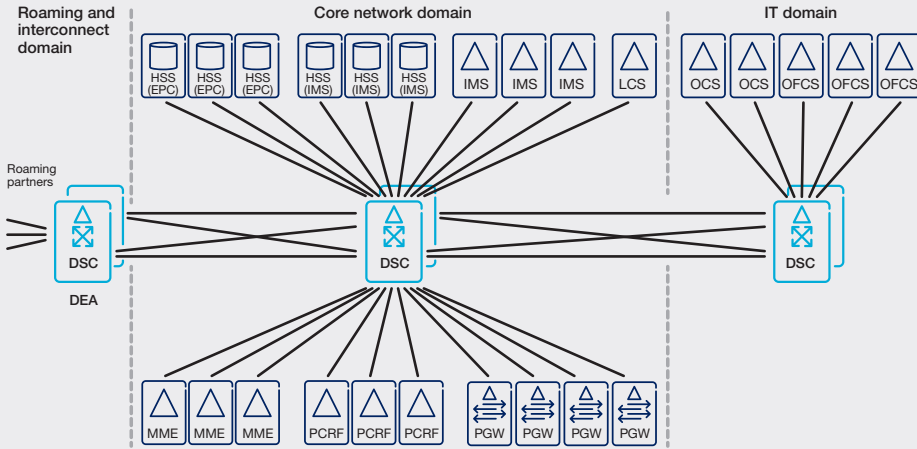 Roaming and
interconnect
domain
Core network domain
IT domain
HSS
(EPC)
HSS
(EPC)
HSS
(EPC)
HSS
(IMS)
HSS
(IMS)
HSS
(IMS)
IMS
IMS
IMS
LCS
OCS
OCS
OFCS
OFCS
OFCS
Roaming
partners
DSC
DEA
DSC
DSC
MME
MME
MME
PCRF
PCRF
PCRF
PGW
PGW
PGW
PGW